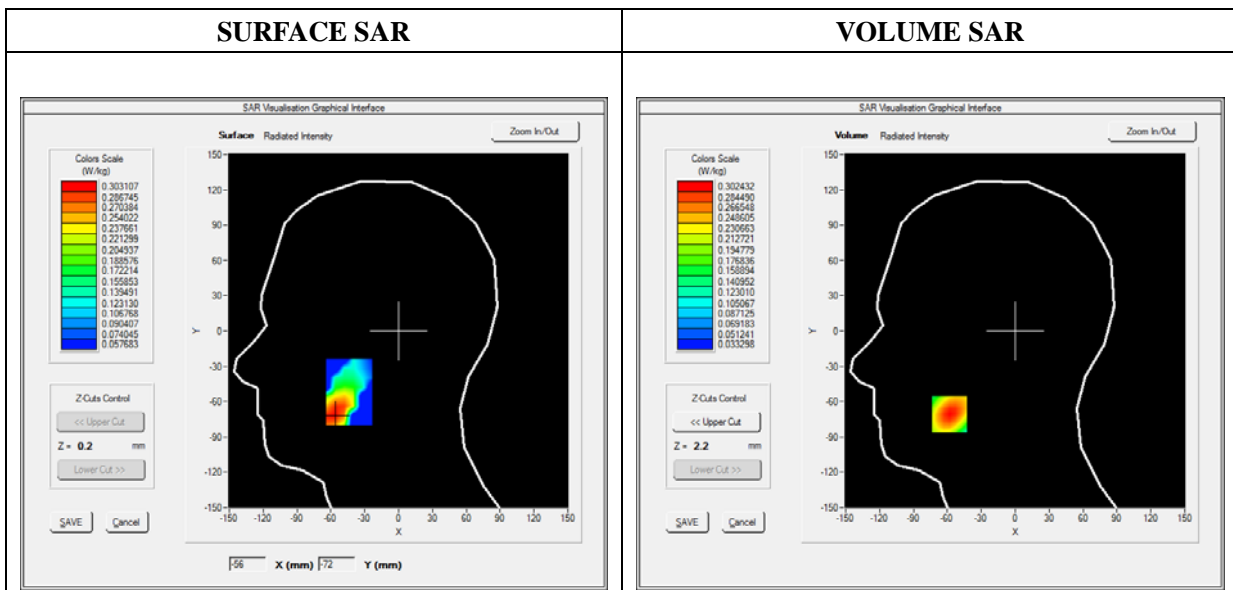 SURFACE SAR
VOLUME SAR
SAR Visualisation Graphical Interface
Surface Radiated Intensity
Zoom In/Out
Colors Scale
(W/kg)
0.303107
0.286745
0.270384
0.254022
0.237661
0.221299
0.204937
0.188576
0.172214
0.155853
0.139491
0.123130
0.106768
0.090407
0.074045
0.057683
Z-Cuts Control
<< Upper Cut
Z = 0.2 mm
Lower Cut >>
SAVE Cancel
150
120
90
60
30
0
-30
-60
-90
-120
-150
Y
-150 -120 -90 -60 -30 0 30 60 90 120 150
X
-56 X (mm) -72 Y (mm)
SAR Visualisation Graphical Interface
Volume Radiated Intensity
Zoom In/Out
Colors Scale
(W/kg)
0.302432
0.284490
0.266548
0.248605
0.230663
0.212721
0.194779
0.176836
0.158894
0.140952
0.123010
0.105067
0.087125
0.069183
0.051241
0.033298
Z-Cuts Control
<< Upper Cut
Z = 2.2 mm
Lower Cut >>
SAVE Cancel
150
120
90
60
30
0
-30
-60
-90
-120
-150
Y
-150 -120 -90 -60 -30 0 30 60 90 120 150
X